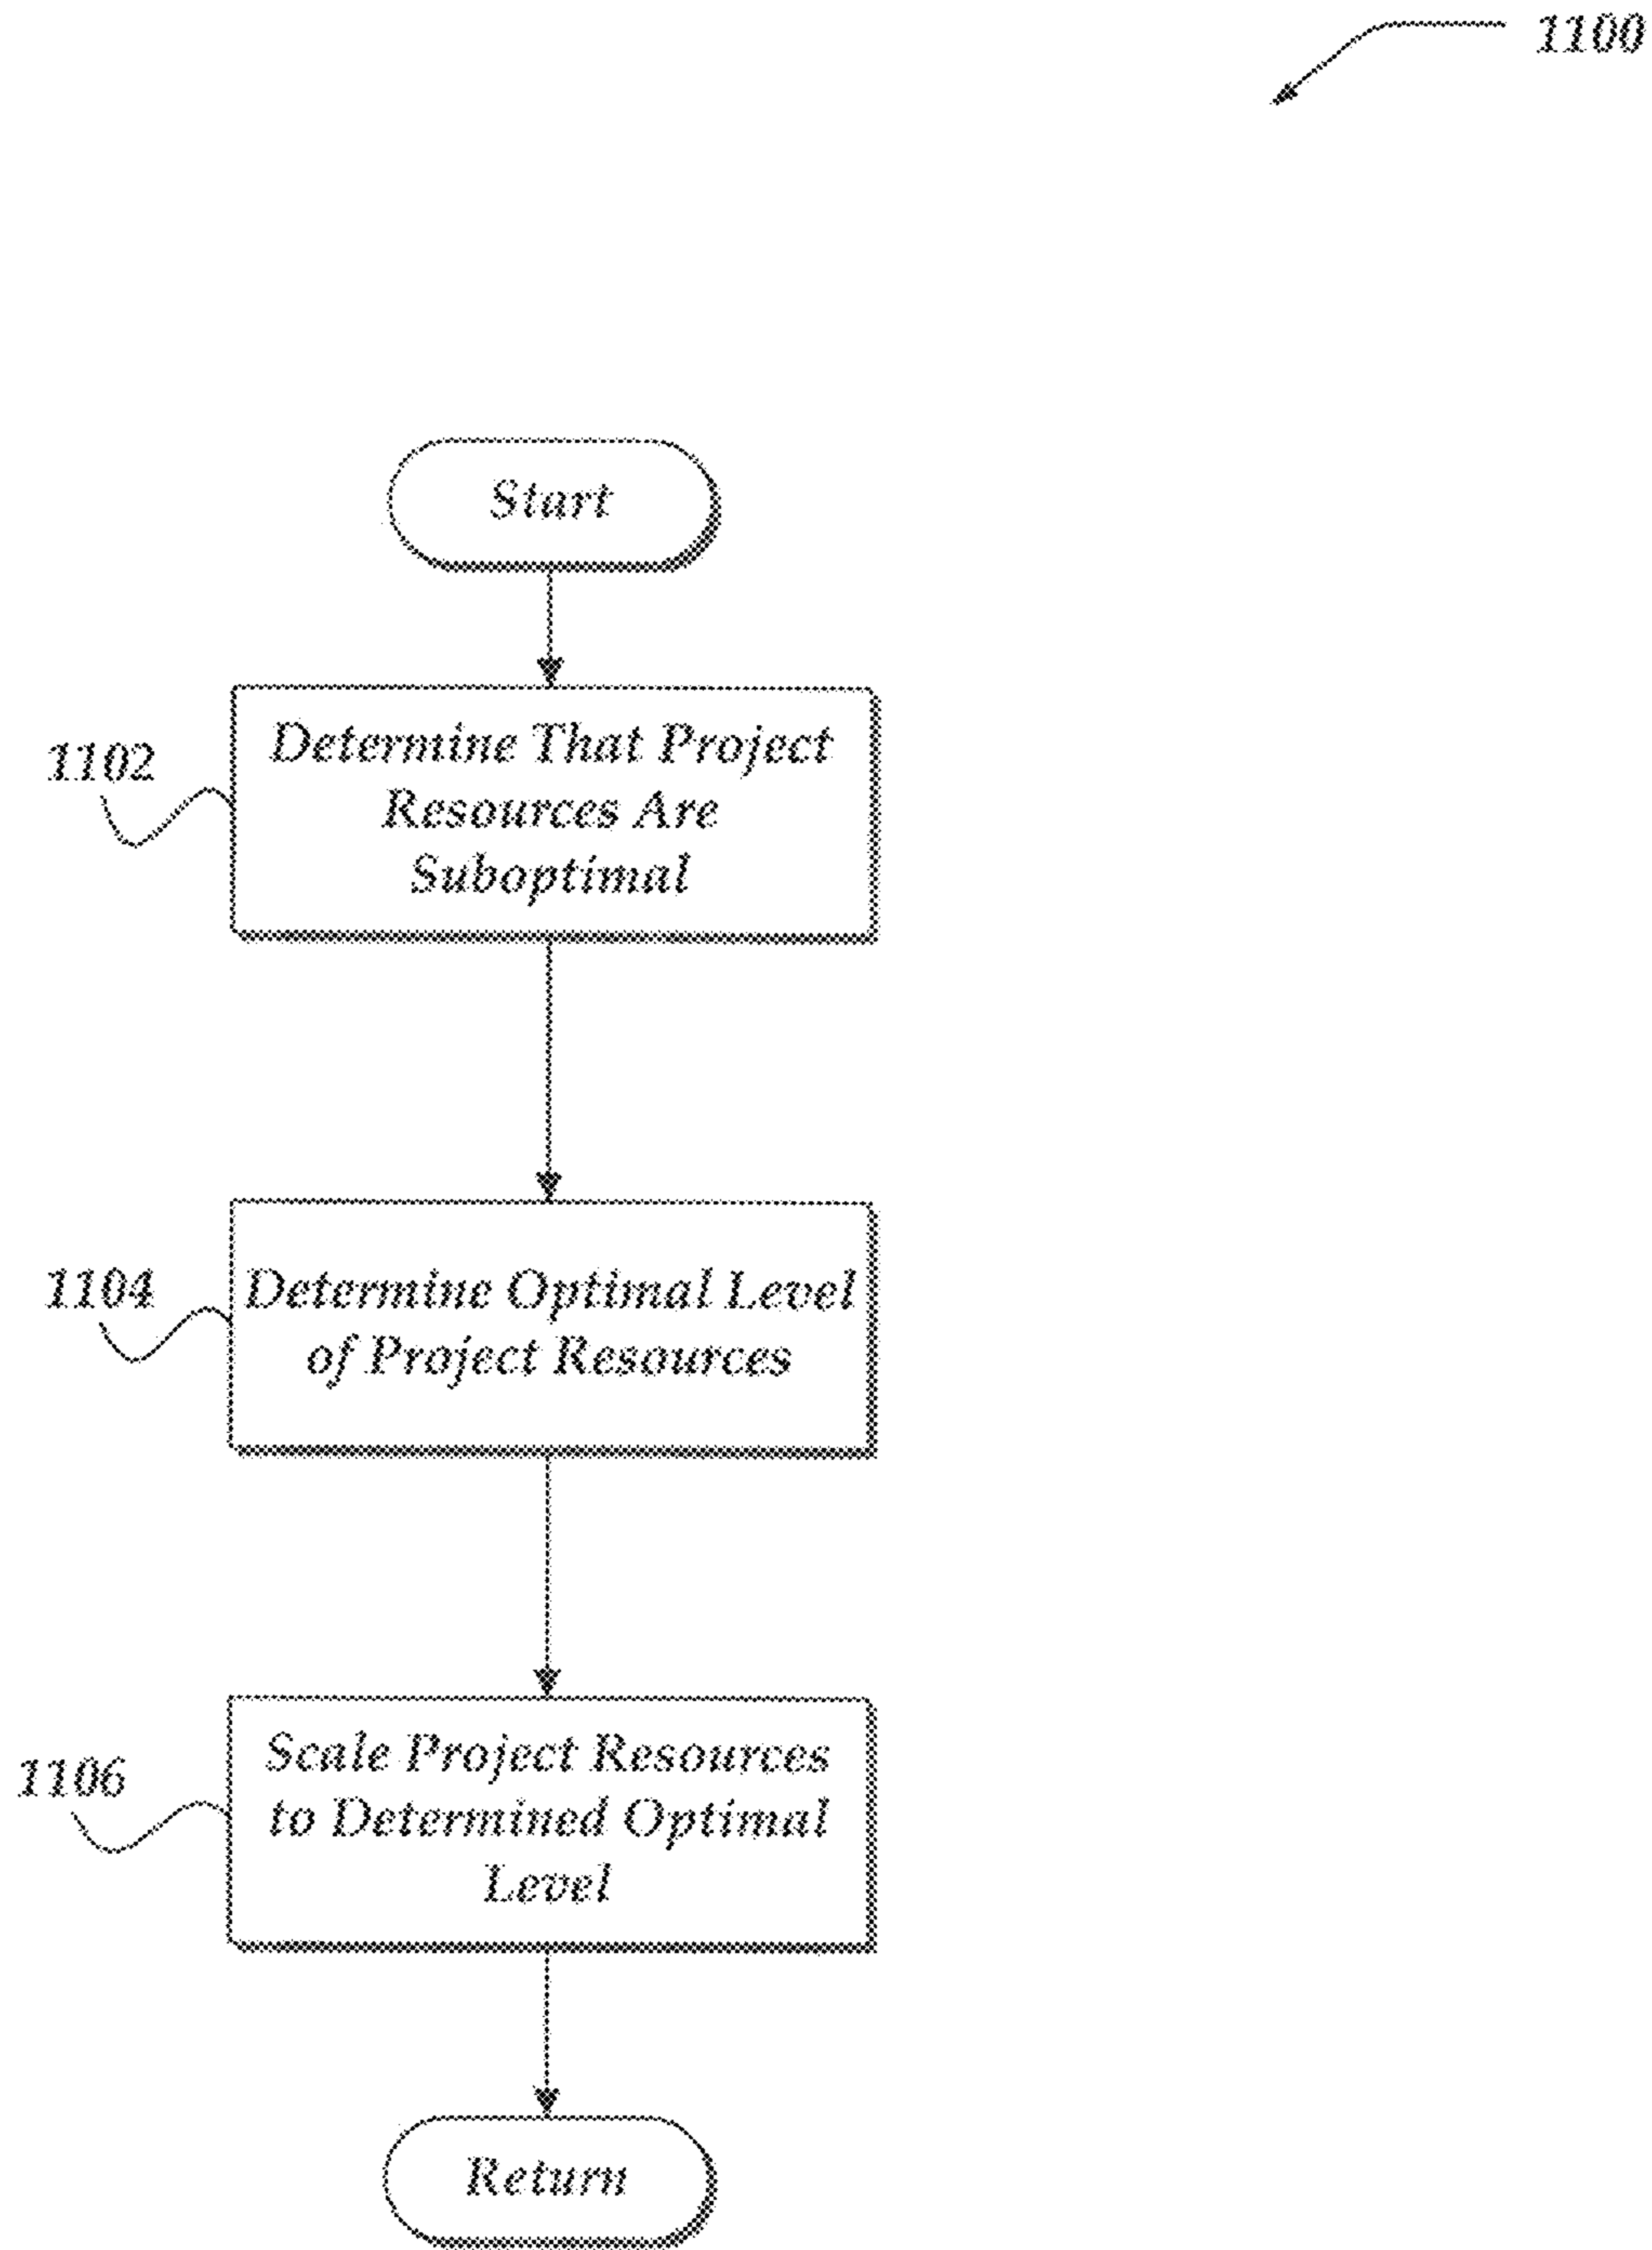 1100
Start
1102
Determine That Project
Resources Are
Suboptimal
1104
Determine Optimal Level
of Project Resources
1106
Scale Project Resources
to Determined Optimal
Level
Return